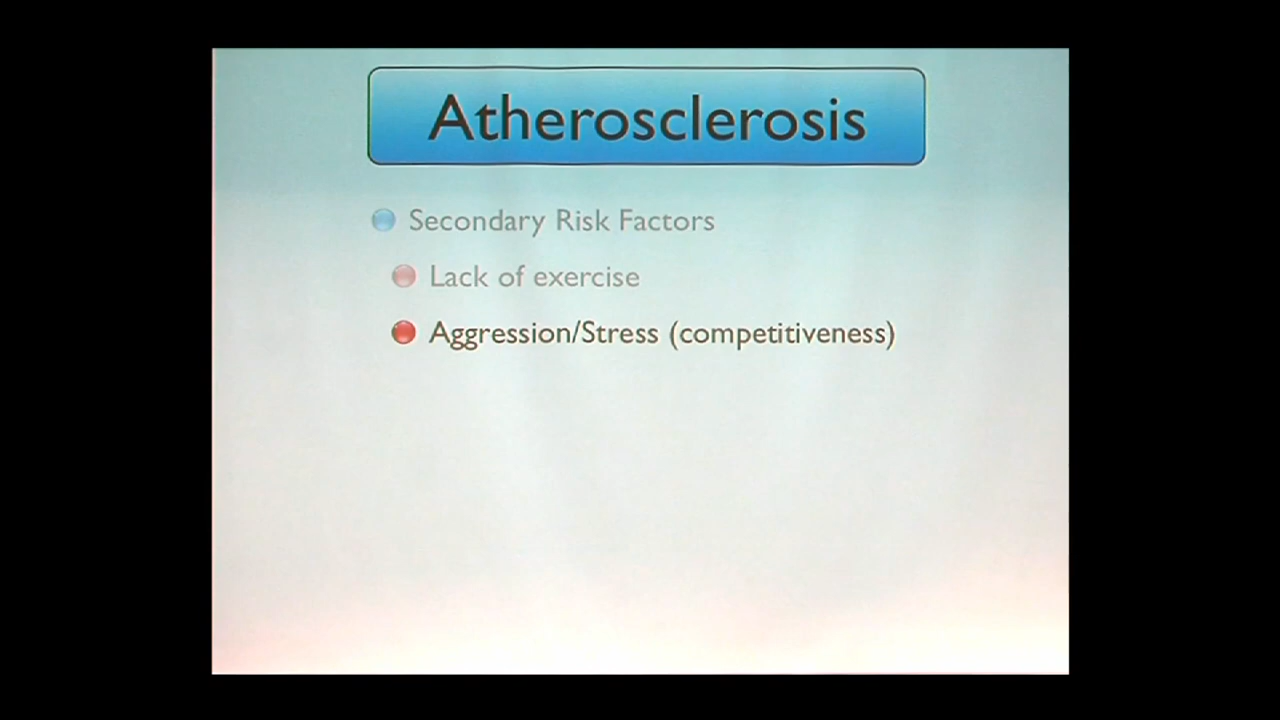 Atherosclerosis
Secondary Risk Factors
Lack of exercise
Aggression/Stress (competitiveness)